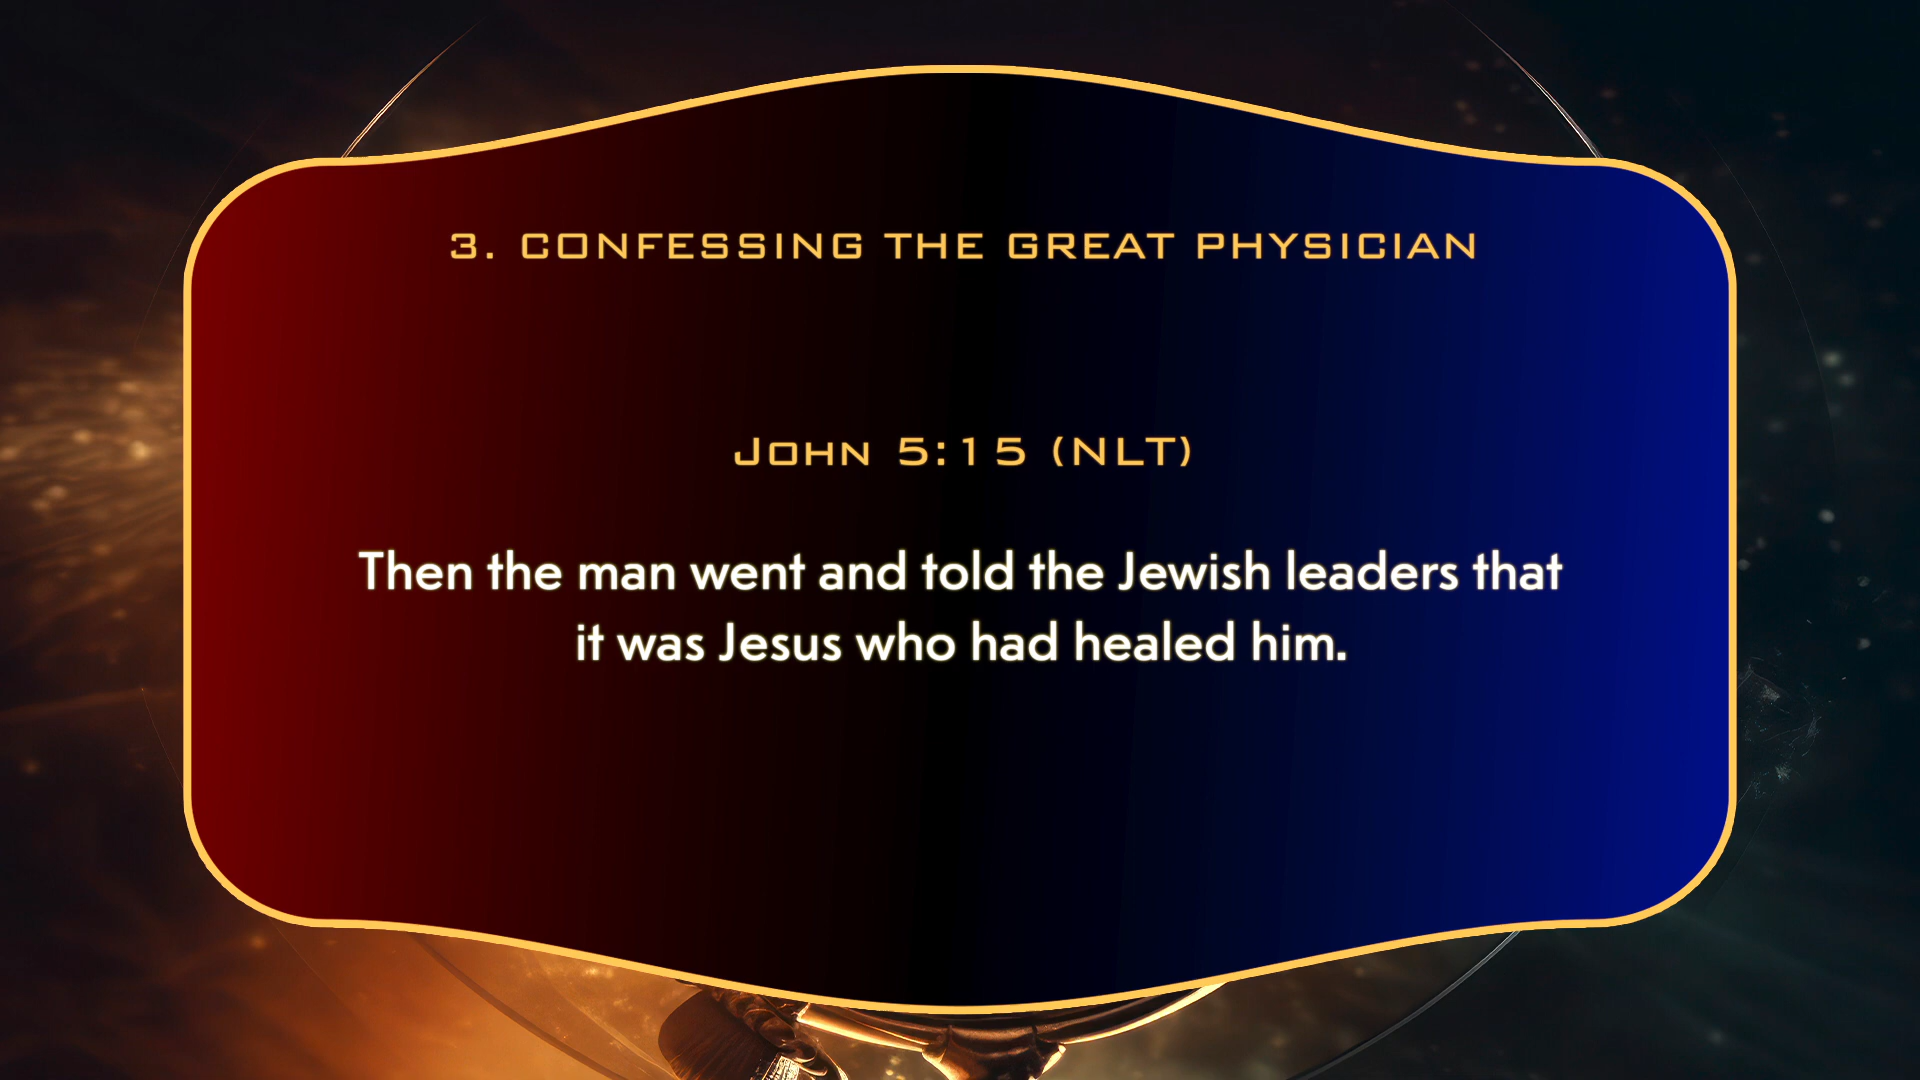 3. CONFESSING THE GREAT PHYSICIAN
John 5:15 (NLT)
Then the man went and told the Jewish leaders that
it was Jesus who had healed him.